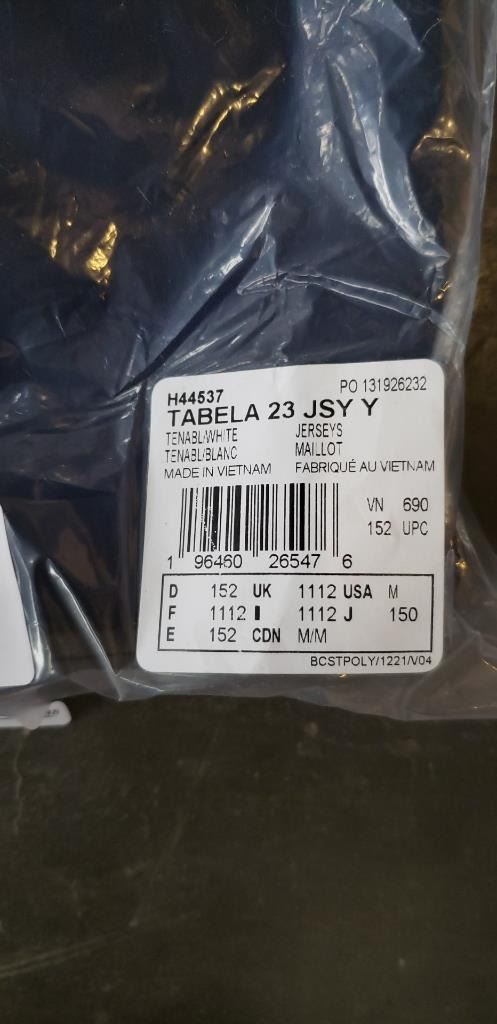 H44537 PO 131926232
TABELA 23 JSY Y
TENABL/WHITE JERSEYS
TENABL/BLANC MAILLOT
MADE IN VIETNAM FABRIQUÉ AU VIETNAM
VN 690
152 UPC
1 96460 26547 6
D 152 UK 1112 USA M
F 1112 I 1112 J 150
E 152 CDN M/M
BCSTPOLY/1221/V04